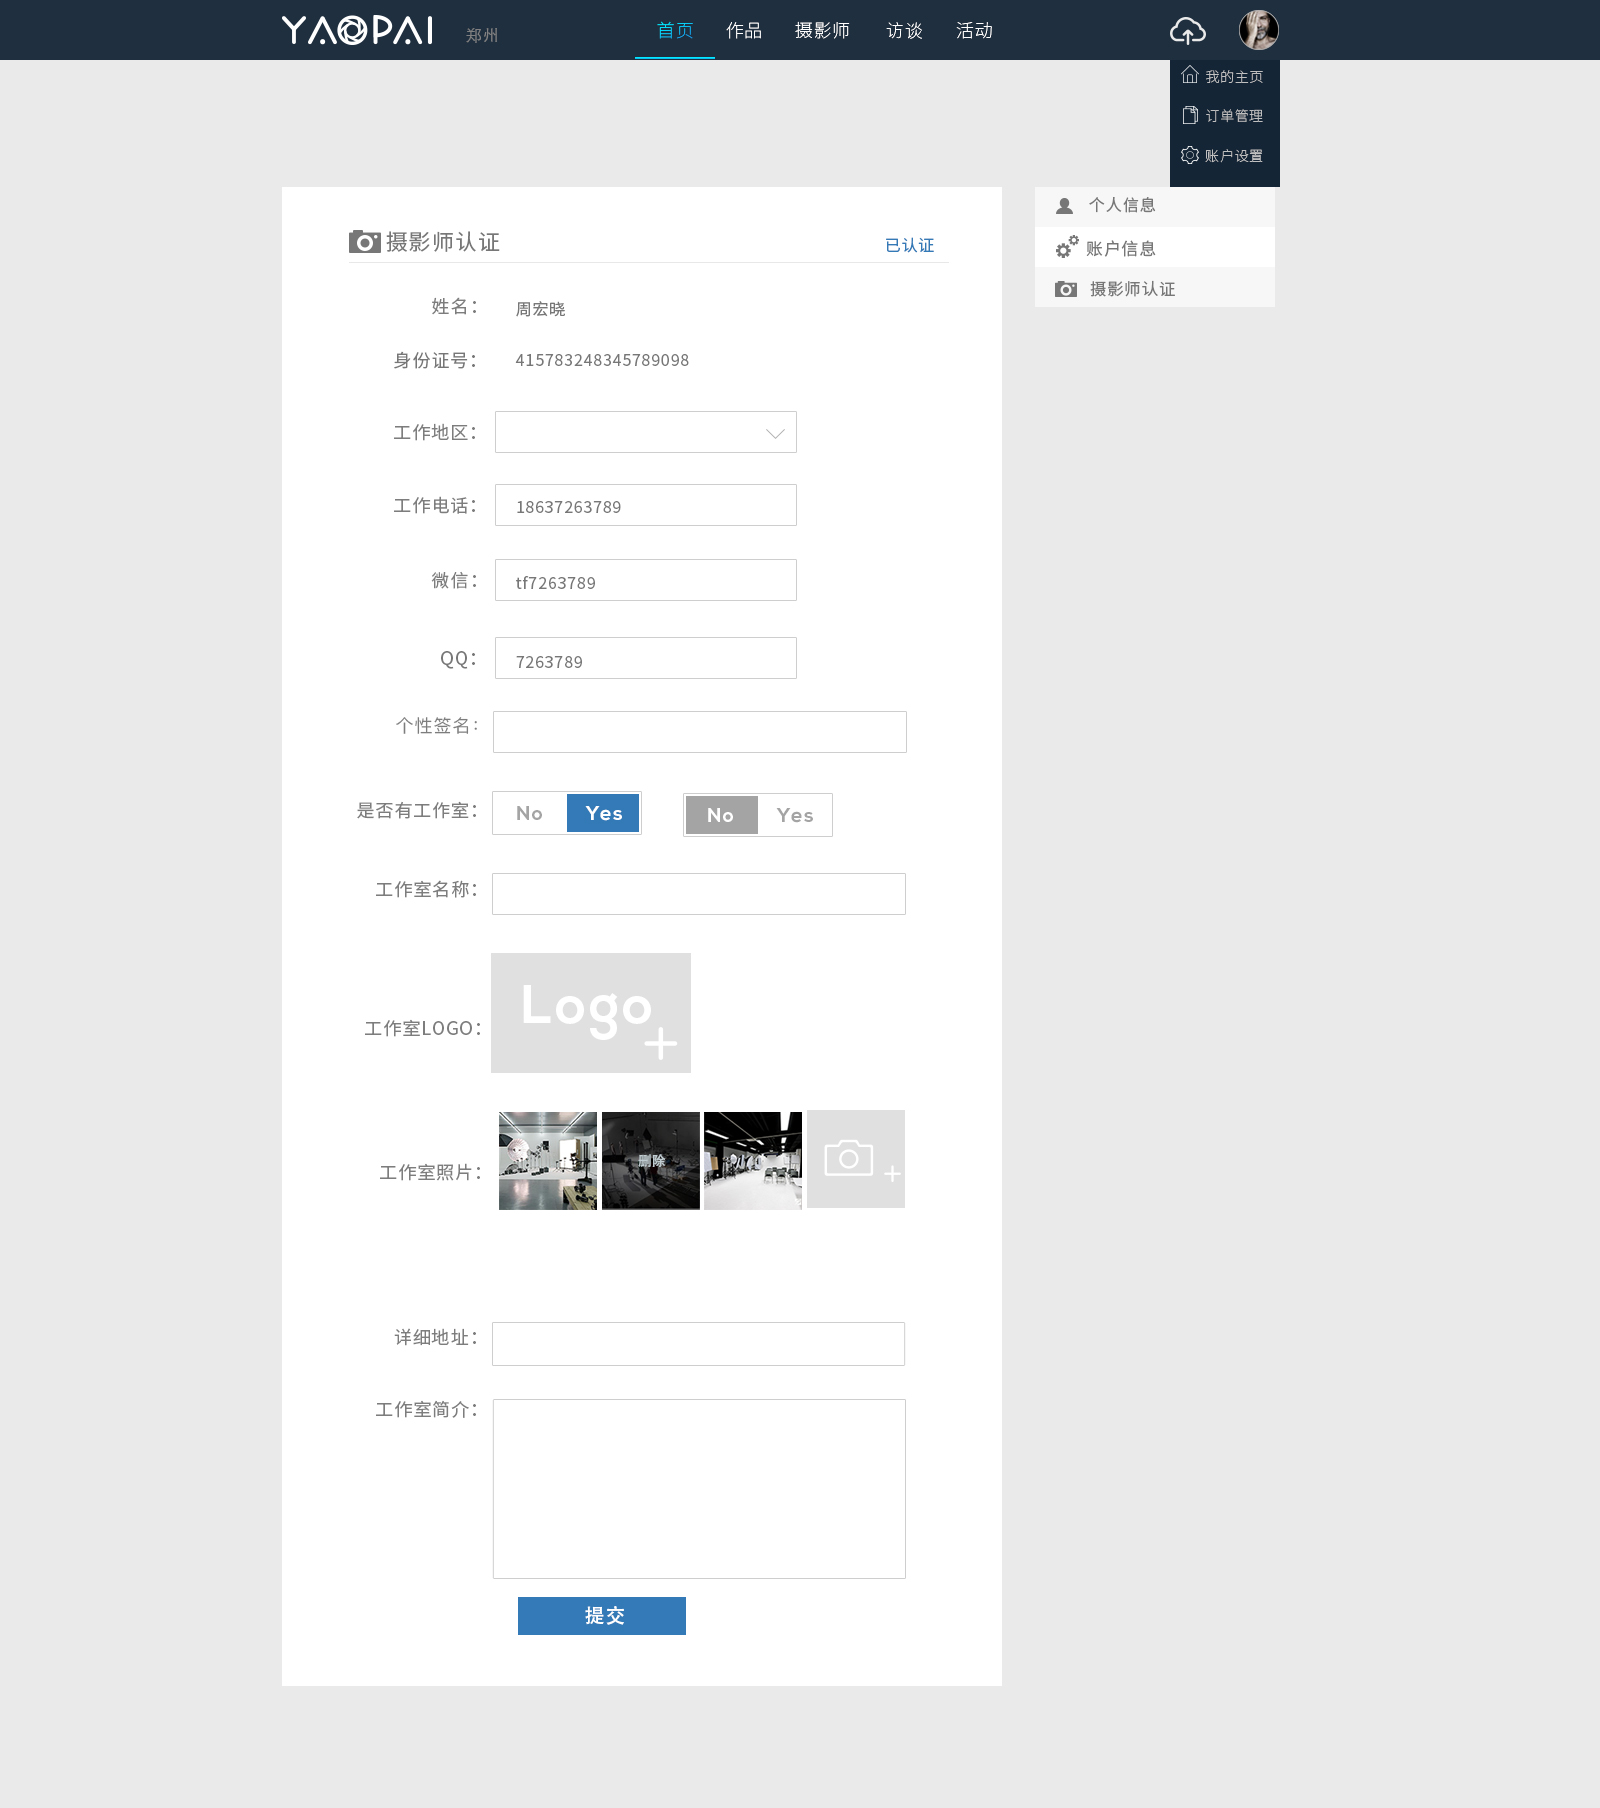 YAOPAI 郑州 首页 作品 摄影师 访谈 活动
我的主页
订单管理
账户设置
个人信息
账户信息
摄影师认证
摄影师认证 已认证
姓名： 周宏晓
身份证号： 415783248345789098
工作地区：
工作电话： 18637263789
微信： tf7263789
QQ： 7263789
个性签名：
是否有工作室： No Yes No Yes
工作室名称：
工作室LOGO： Logo
工作室照片： 删除
详细地址：
工作室简介：
提交